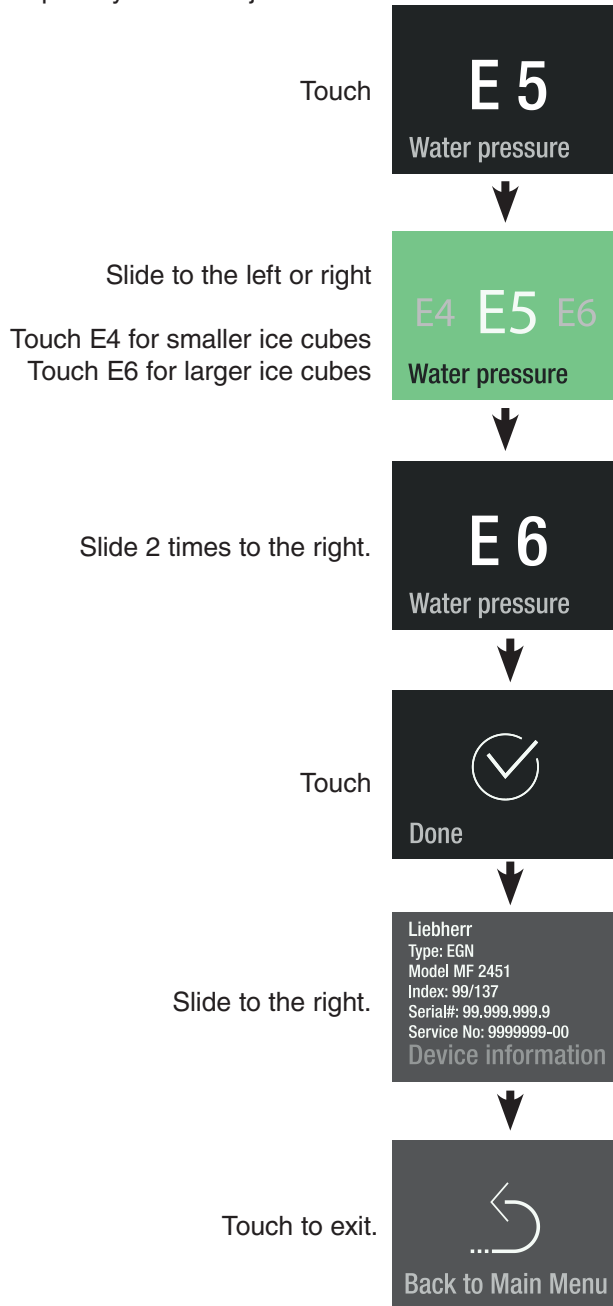 Touch
E 5
Water pressure
Slide to the left or right
Touch E4 for smaller ice cubes
Touch E6 for larger ice cubes
E4 E5 E6
Water pressure
Slide 2 times to the right.
E 6
Water pressure
Touch
Done
Slide to the right.
Liebherr
Type: EGN
Model MF 2451
Index: 99/137
Serial#: 99.999.999.9
Service No: 9999999-00
Device information
Touch to exit.
Back to Main Menu